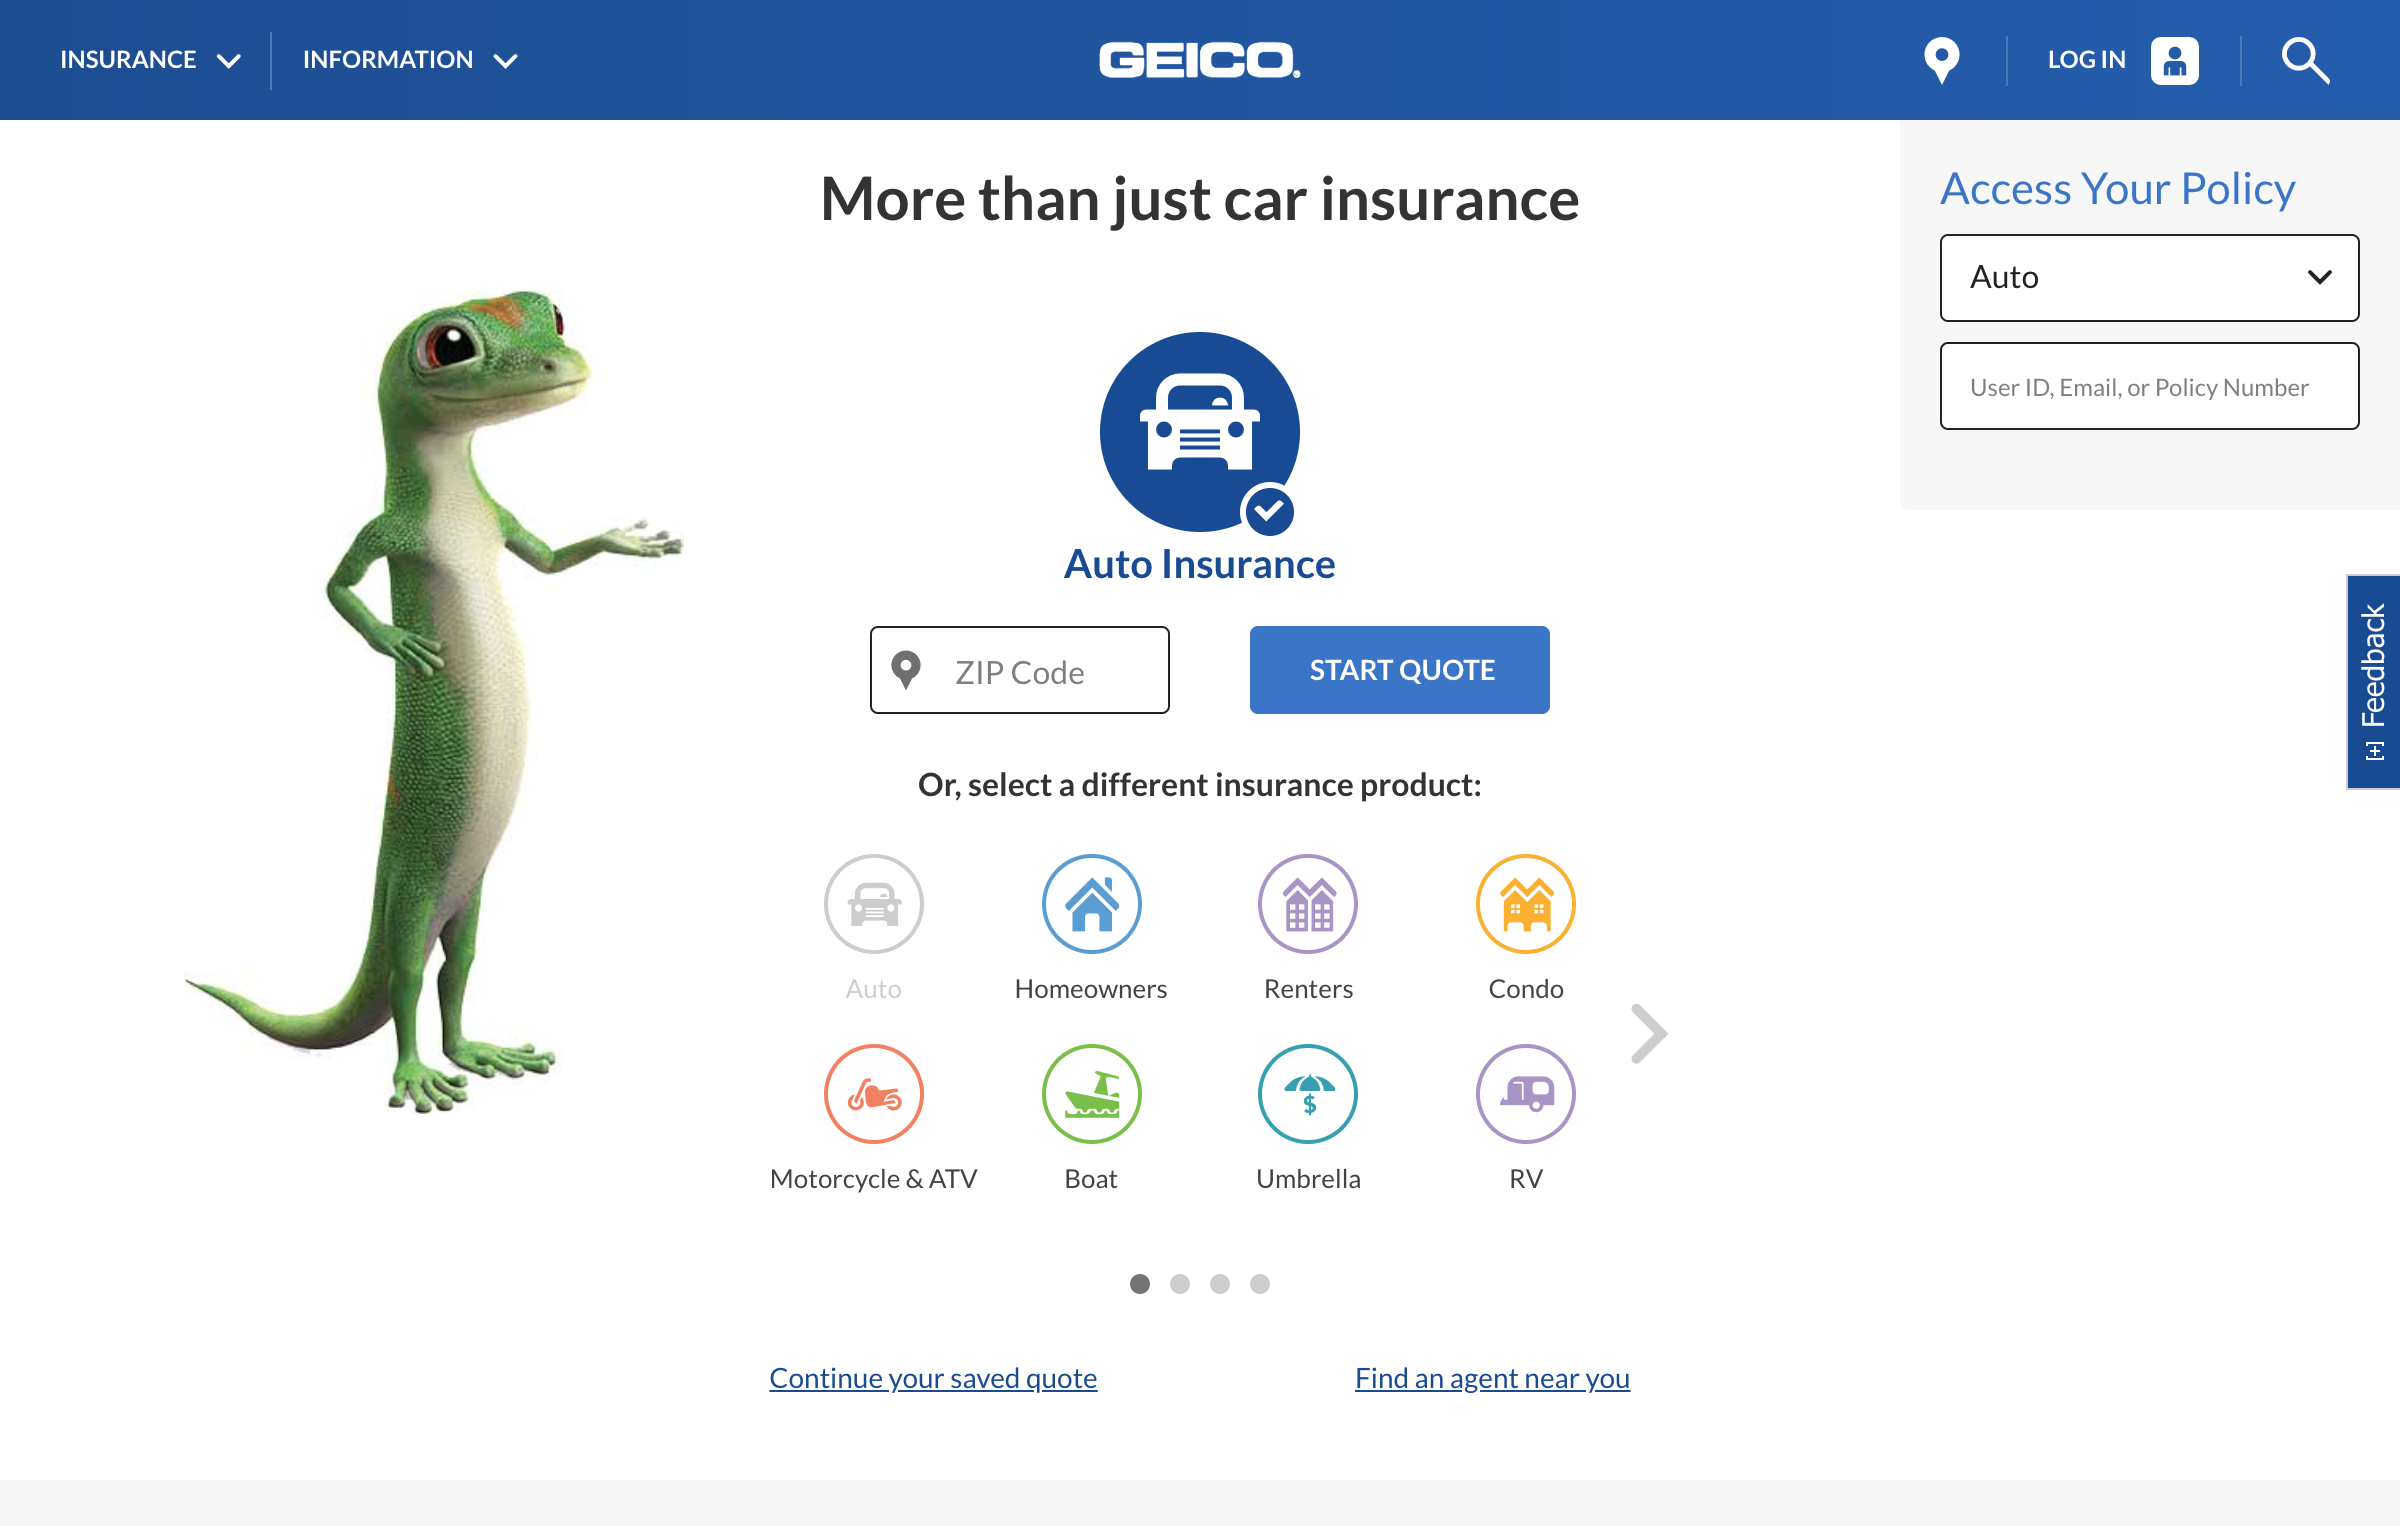 INSURANCE
INFORMATION
GEICO
LOG IN
More than just car insurance
Access Your Policy
Auto
User ID, Email, or Policy Number
Auto Insurance
ZIP Code
START QUOTE
[+] Feedback
Or, select a different insurance product:
Auto
Homeowners
Renters
Condo
Motorcycle & ATV
Boat
Umbrella
RV
Continue your saved quote
Find an agent near you